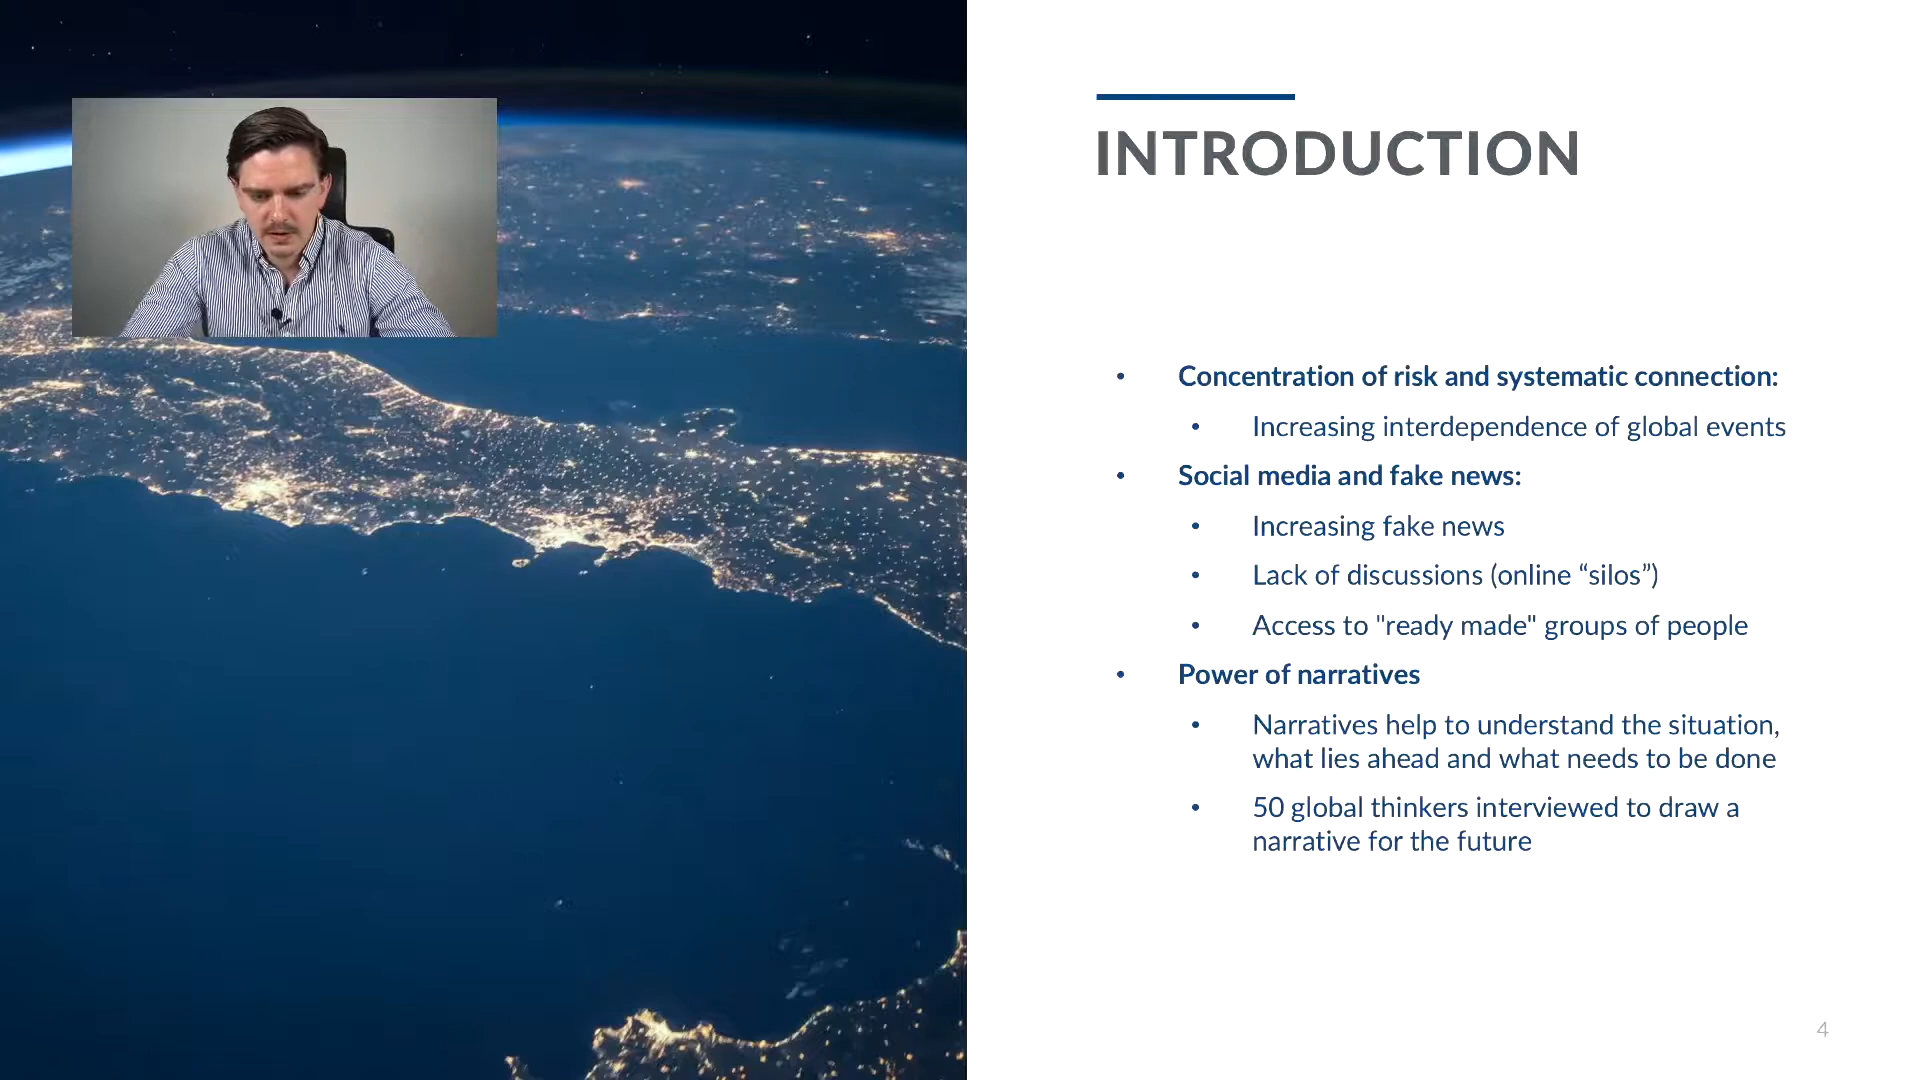 INTRODUCTION
• Concentration of risk and systematic connection:
• Increasing interdependence of global events
• Social media and fake news:
• Increasing fake news
• Lack of discussions (online “silos”)
• Access to "ready made" groups of people
• Power of narratives
• Narratives help to understand the situation,
what lies ahead and what needs to be done
• 50 global thinkers interviewed to draw a
narrative for the future
4